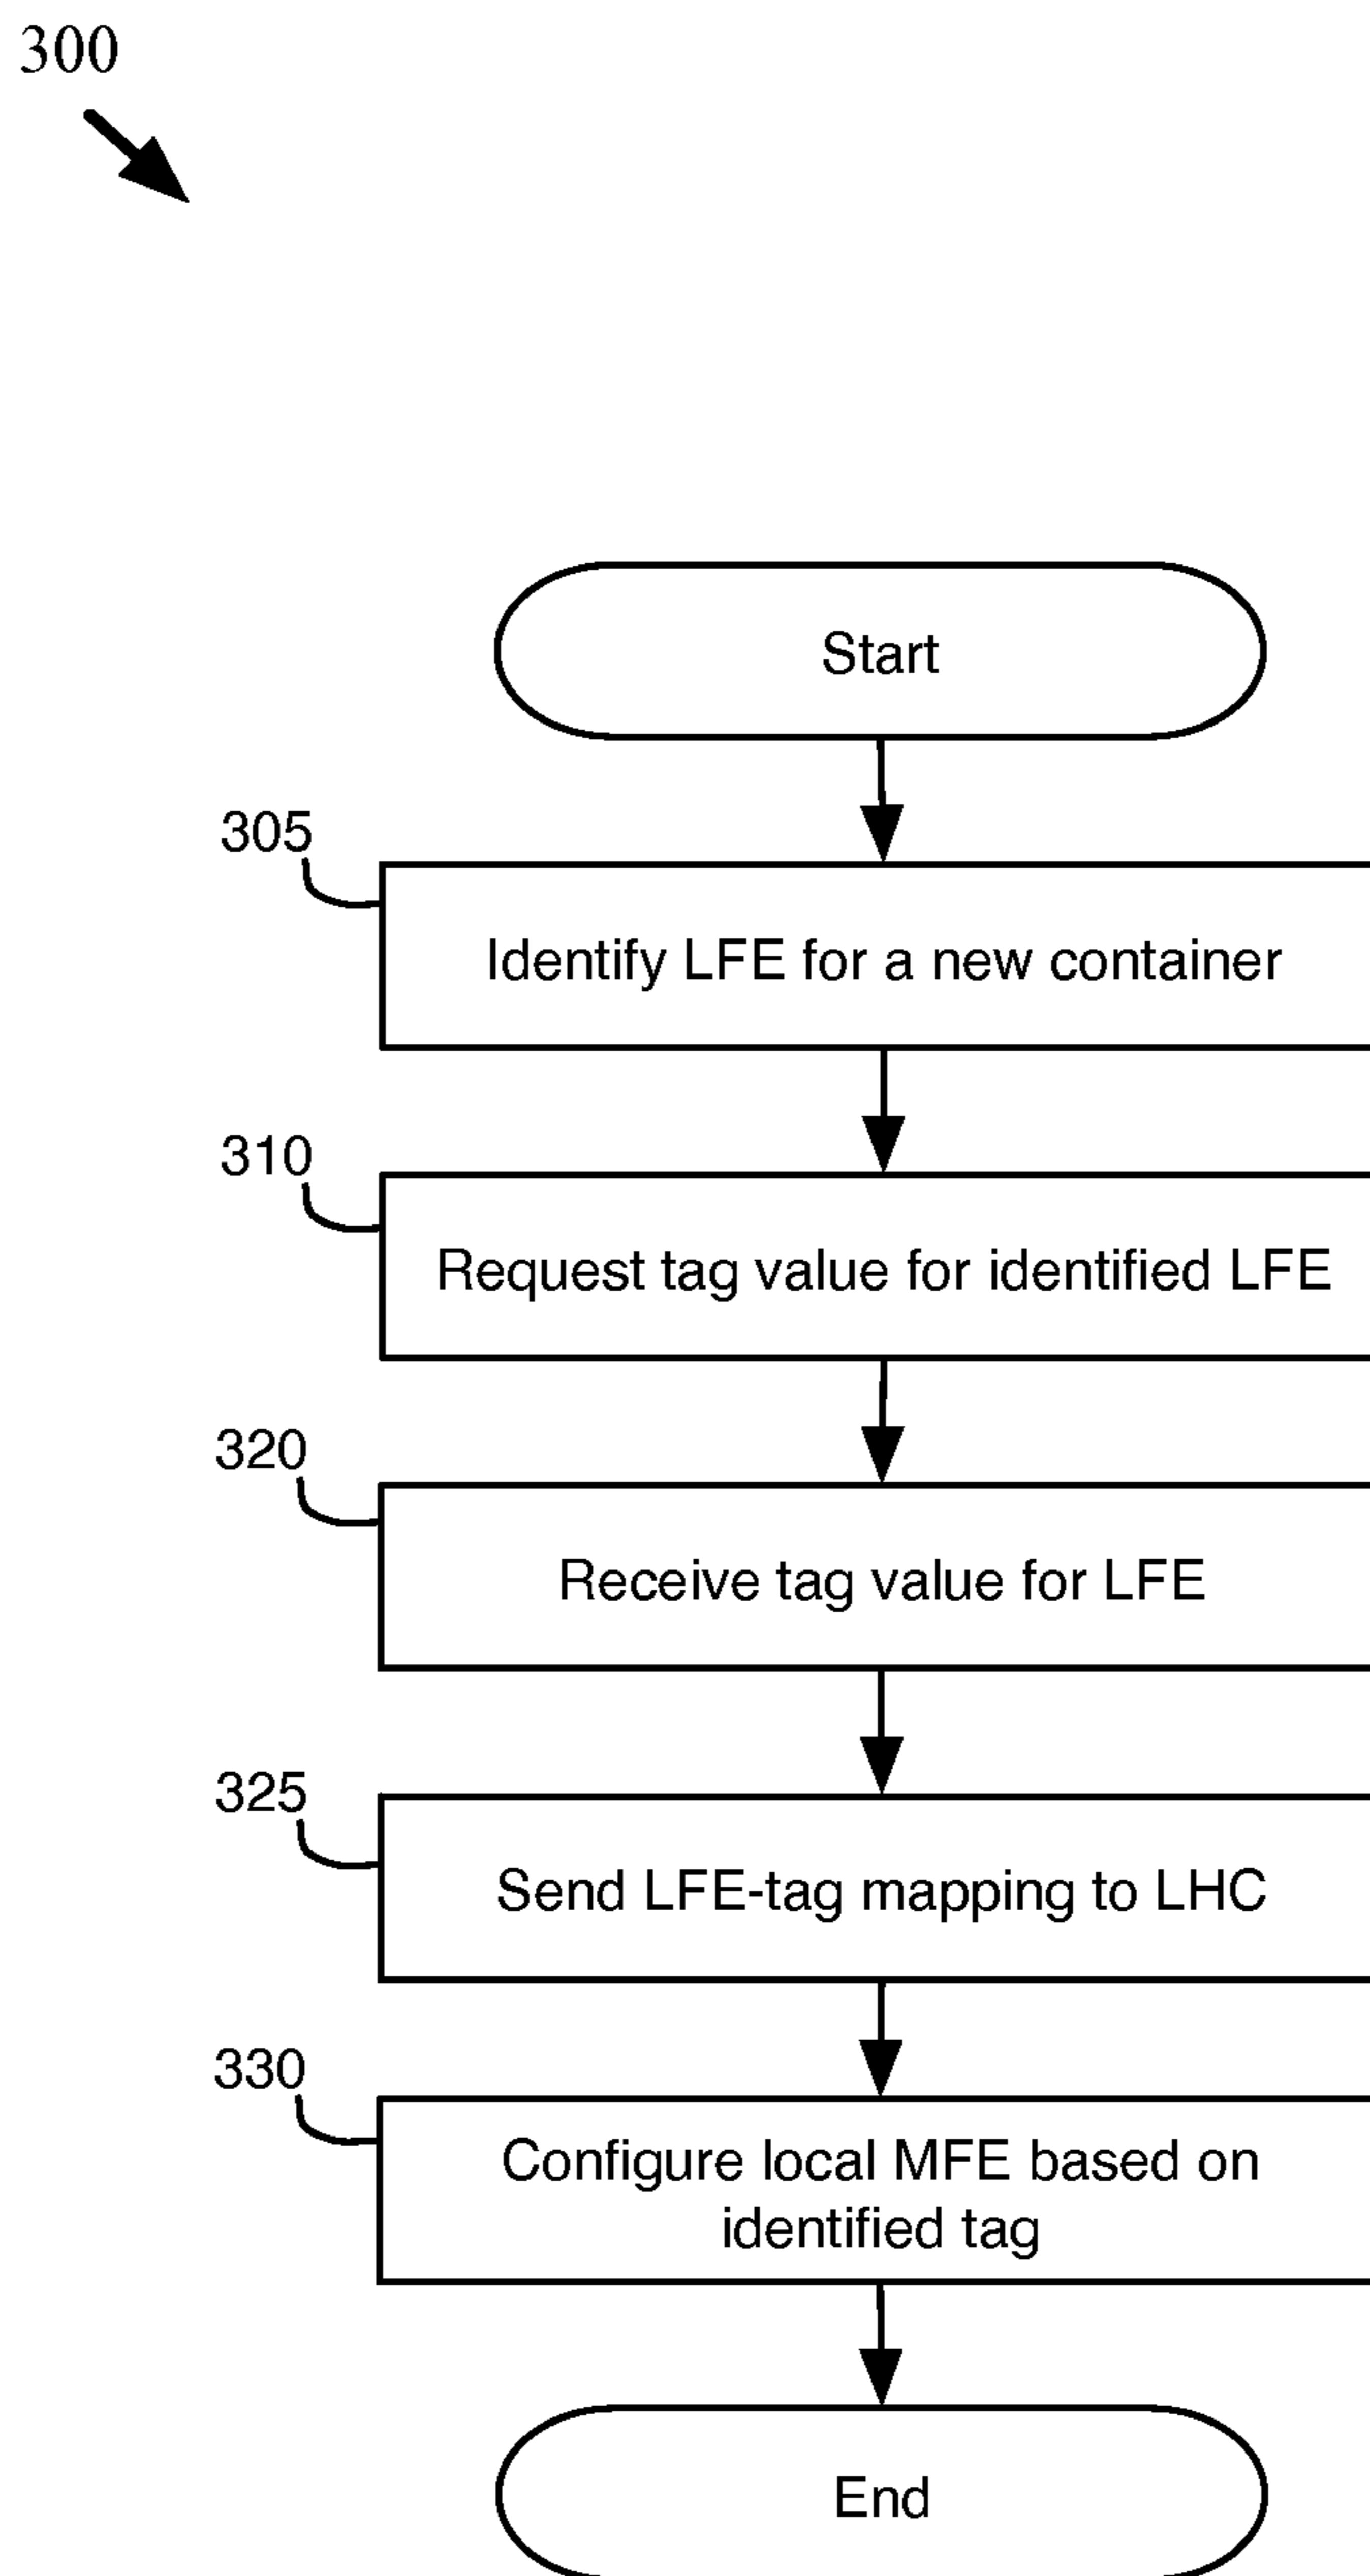 300
Start
305
Identify LFE for a new container
310
Request tag value for identified LFE
320
Receive tag value for LFE
325
Send LFE-tag mapping to LHC
330
Configure local MFE based on
identified tag
End